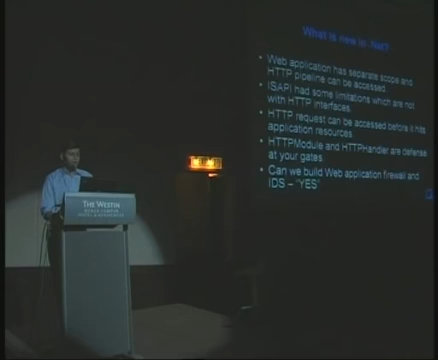 What is new in .Net?
• Web application has separate scope and
HTTP pipeline can be accessed.
• ISAPI had some limitations which are not
with HTTP interfaces.
• HTTP request can be accessed before it hits
application resources.
• HTTPModule and HTTPHandler are defense
at your gates.
• Can we build Web application firewall and
IDS – "YES"
THE WESTIN